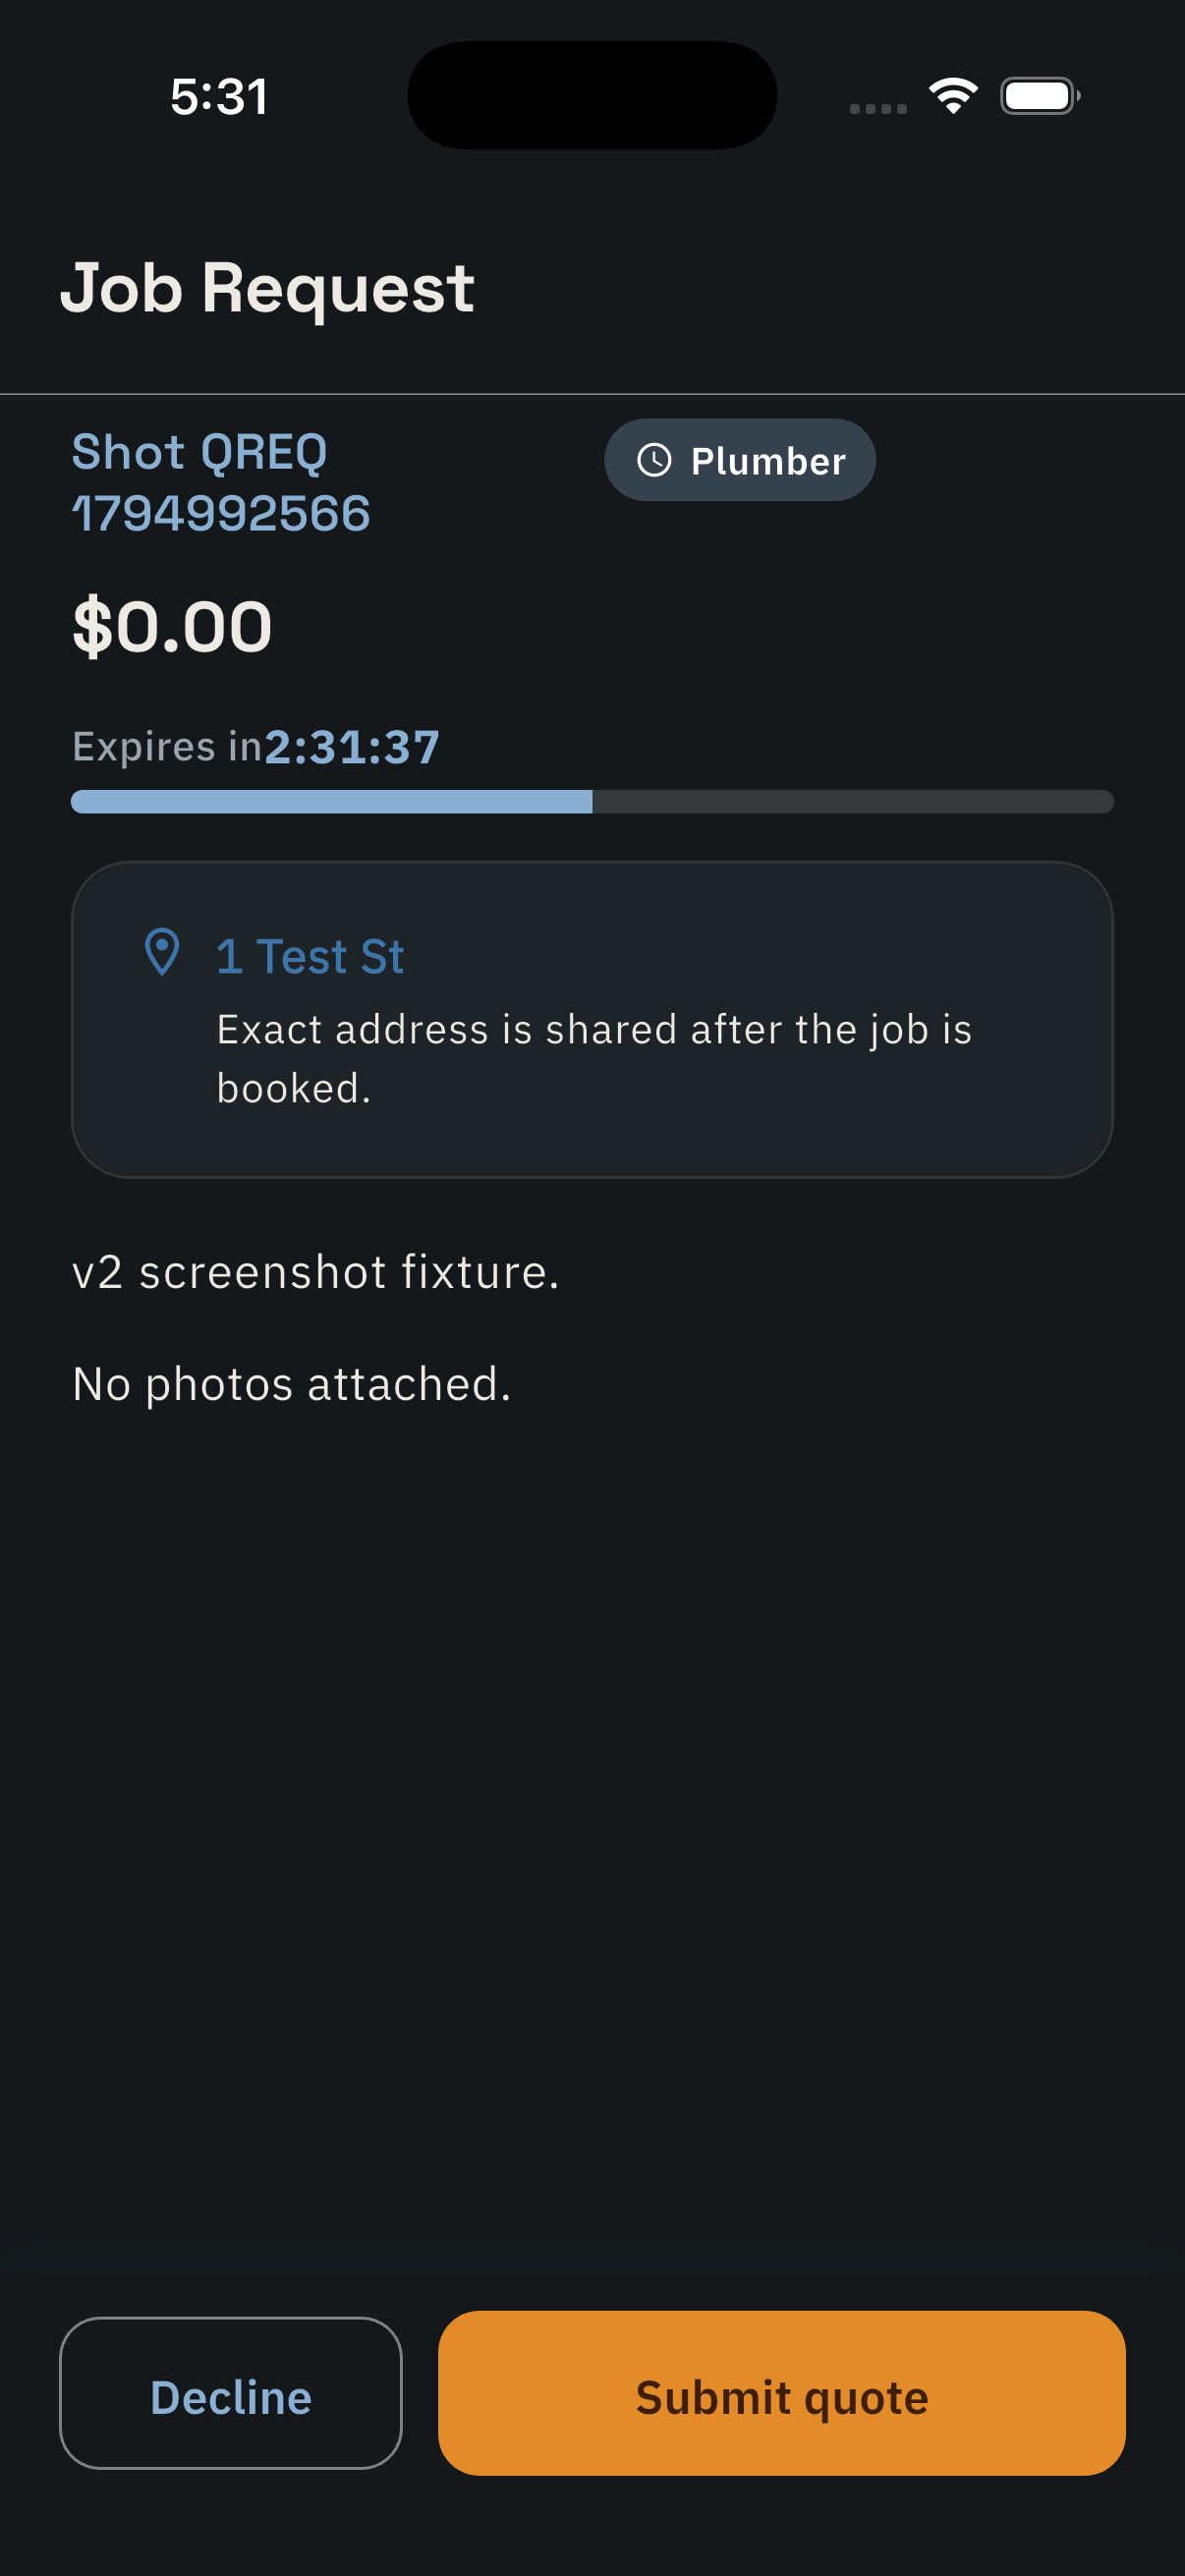 5:31
Job Request
Shot QREQ
1794992566
Plumber
$0.00
Expires in2:31:37
1 Test St
Exact address is shared after the job is
booked.
v2 screenshot fixture.
No photos attached.
Decline
Submit quote